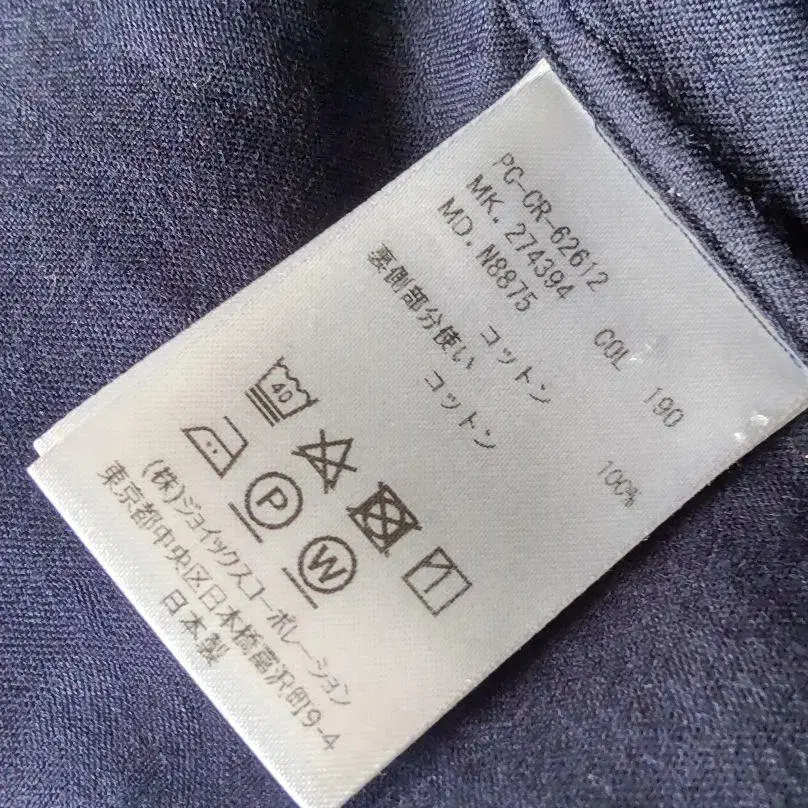 PC-CR-62612
MK. 274394 COL 190
MD. N8875
コットン 100%
裏側部分使い
コットン
40
P
W
(株)ジョイックスコーポレーション
東京都中央区日本橋富沢町9-4
日本製